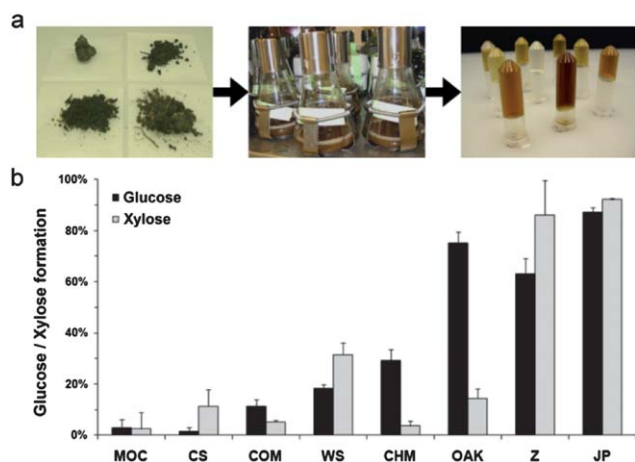 a
b
Glucose / Xylose formation
100%
80%
60%
40%
20%
0%
Glucose
Xylose
MOC CS COM WS CHM OAK Z JP